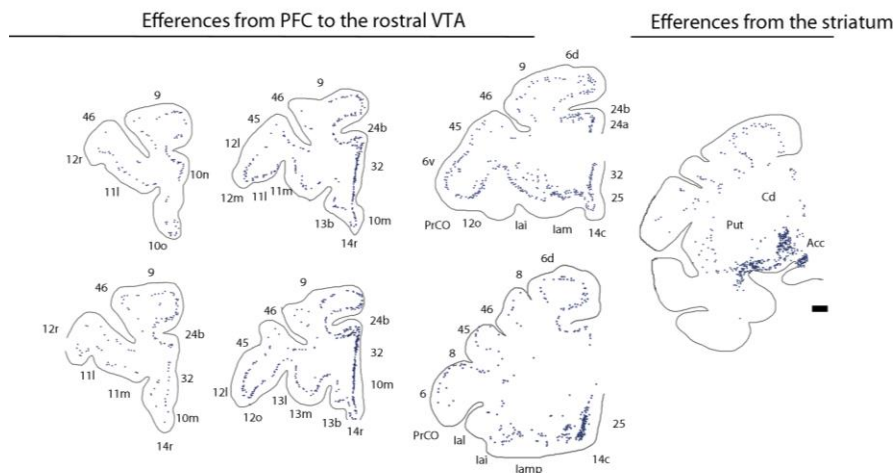 Efferences from PFC to the rostral VTA
Efferences from the striatum
9
46
12r
11l
10n
10o
46
45
12l
12m
11l
11m
24b
32
13b
10m
14r
6d
9
46
45
6v
24b
24a
32
25
PrCO
12o
Iai
Iam
14c
Cd
Put
Acc
9
46
12r
24b
11l
11m
32
10m
14r
9
46
45
24b
32
10m
12l
12o
13l
13m
13b
14r
6d
8
46
45
8
6
PrCO
Ial
Iai
Iamp
14c
25